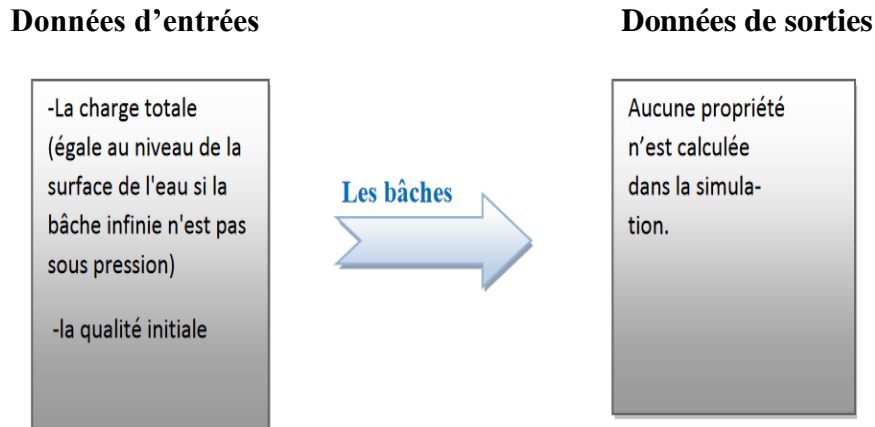 Données d’entrées
Données de sorties
-La charge totale
(égale au niveau de la
surface de l'eau si la
bâche infinie n'est pas
sous pression)
-la qualité initiale
Les bâches
Aucune propriété
n’est calculée
dans la simula-
tion.